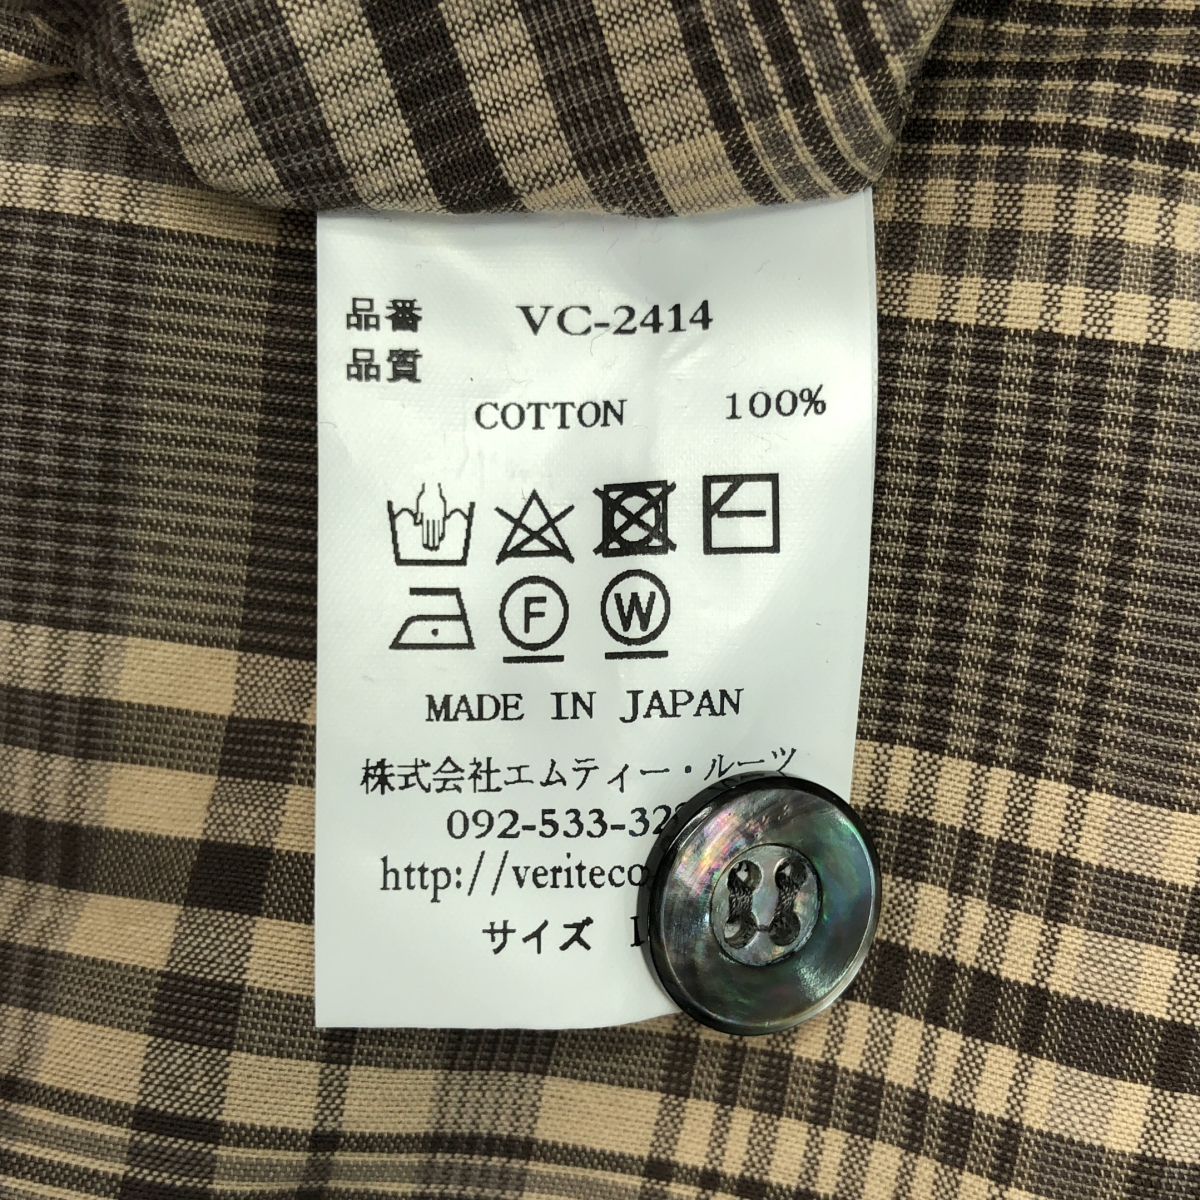 品番 VC-2414
品質
COTTON 100%
F W
MADE IN JAPAN
株式会社エムティー・ルーツ
092-533-32
http://veriteco
サイズ